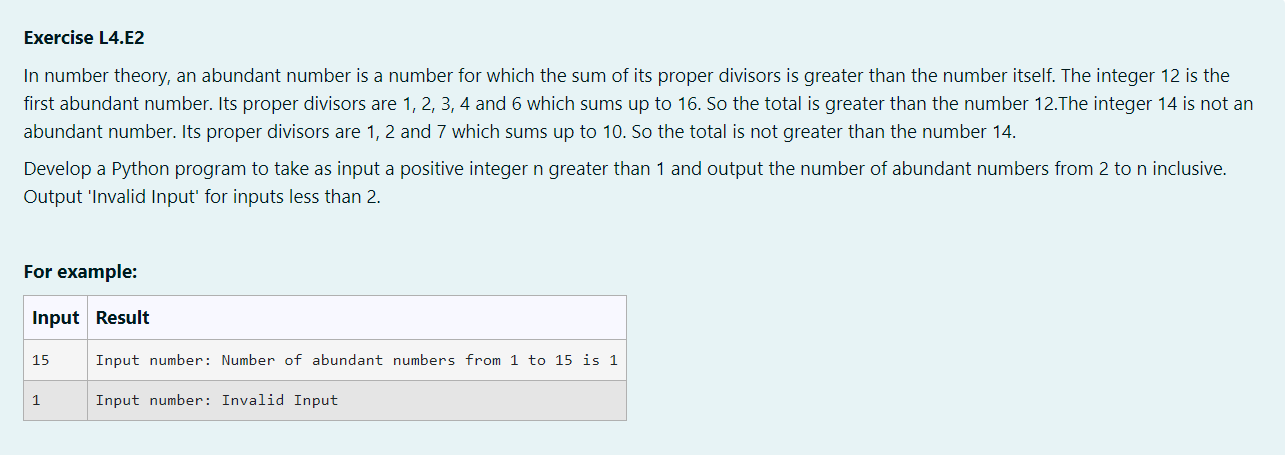 Exercise L4.E2
In number theory, an abundant number is a number for which the sum of its proper divisors is greater than the number itself. The integer 12 is the
first abundant number. Its proper divisors are 1, 2, 3, 4 and 6 which sums up to 16. So the total is greater than the number 12.The integer 14 is not an
abundant number. Its proper divisors are 1, 2 and 7 which sums up to 10. So the total is not greater than the number 14.
Develop a Python program to take as input a positive integer n greater than 1 and output the number of abundant numbers from 2 to n inclusive.
Output 'Invalid Input' for inputs less than 2.
For example:
Input Result
15 Input number: Number of abundant numbers from 1 to 15 is 1
1 Input number: Invalid Input